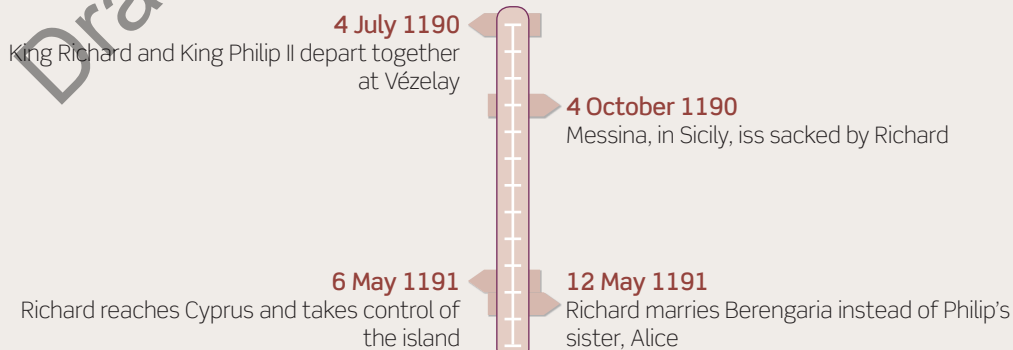 Dra
4 July 1190
King Richard and King Philip II depart together
at Vézelay
4 October 1190
Messina, in Sicily, iss sacked by Richard
6 May 1191
Richard reaches Cyprus and takes control of
the island
12 May 1191
Richard marries Berengaria instead of Philip's
sister, Alice